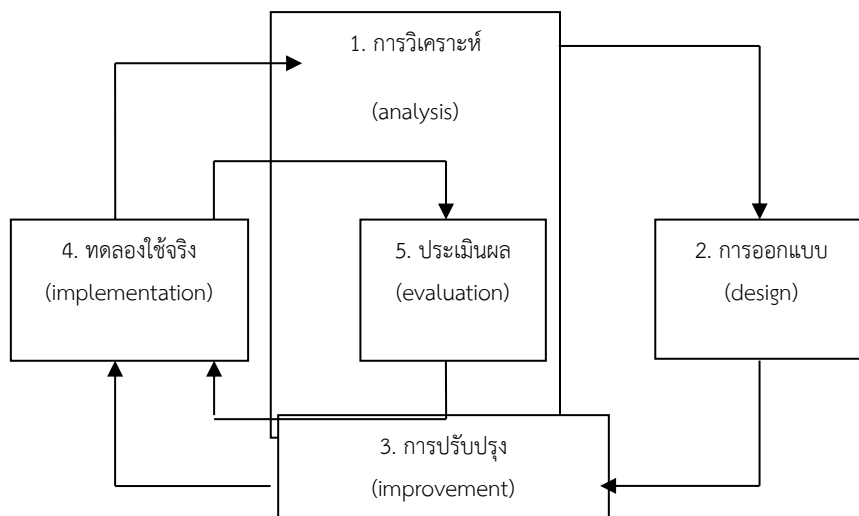 1. การวิเคราะห์
(analysis)
4. ทดลองใช้จริง
(implementation)
5. ประเมินผล
(evaluation)
2. การออกแบบ
(design)
3. การปรับปรุง
(improvement)